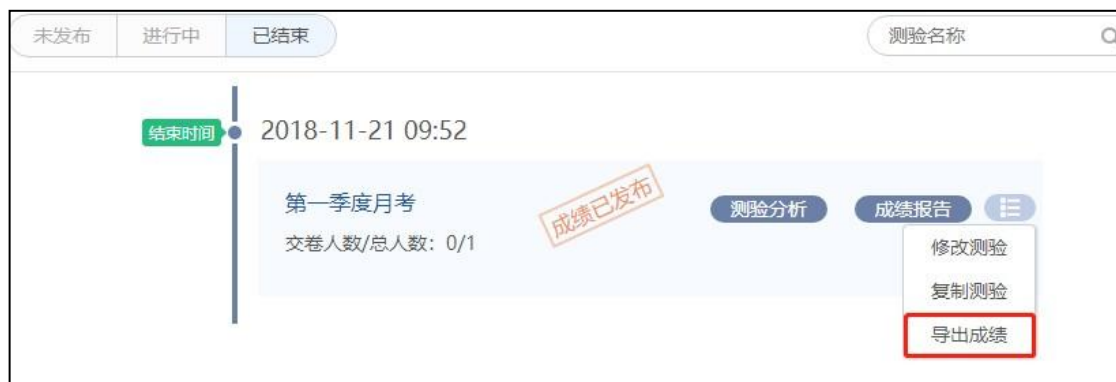 未发布 进行中 已结束 测验名称
结束时间 2018-11-21 09:52
第一季度月考 成绩已发布 测验分析 成绩报告
交卷人数/总人数：0/1
修改测验
复制测验
导出成绩